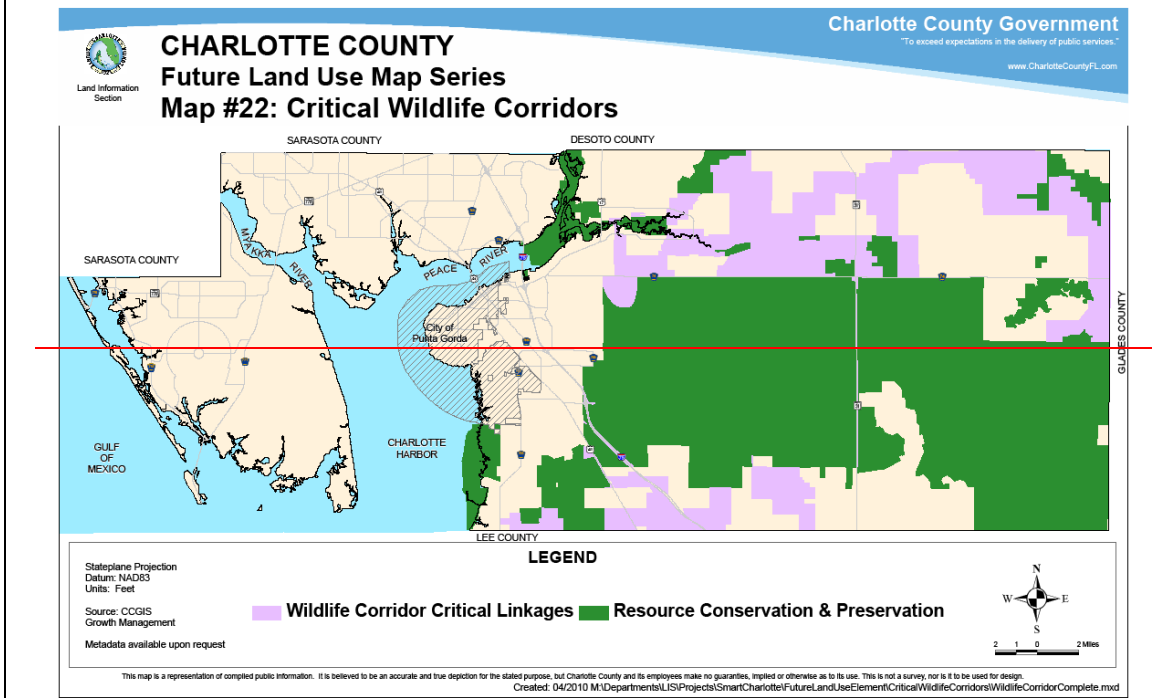 Charlotte County Government
"To exceed expectations in the delivery of public services."
www.CharlotteCountyFL.com
Land Information
Section
CHARLOTTE COUNTY
Future Land Use Map Series
Map #22: Critical Wildlife Corridors
SARASOTA COUNTY
DESOTO COUNTY
MYAKKA
RIVER
PEACE
RIVER
SARASOTA COUNTY
City of
Punta Gorda
GLADES COUNTY
GULF
OF
MEXICO
CHARLOTTE
HARBOR
LEE COUNTY
LEGEND
Stateplane Projection
Datum: NAD83
Units: Feet
Source: CCGIS
Growth Management
Metadata available upon request
Wildlife Corridor Critical Linkages
Resource Conservation & Preservation
N
W
E
S
2 1 0 2 Miles
This map is a representation of compiled public information. It is believed to be an accurate and true depiction for the stated purpose, but Charlotte County and its employees make no guaranties, implied or otherwise as to its use. This is not a survey, nor is it to be used for design.
Created: 04/2010 M:\Departments\LIS\Projects\SmartCharlotte\FutureLandUseElement\CriticalWildlifeCorridors\WildlifeCorridorComplete.mxd